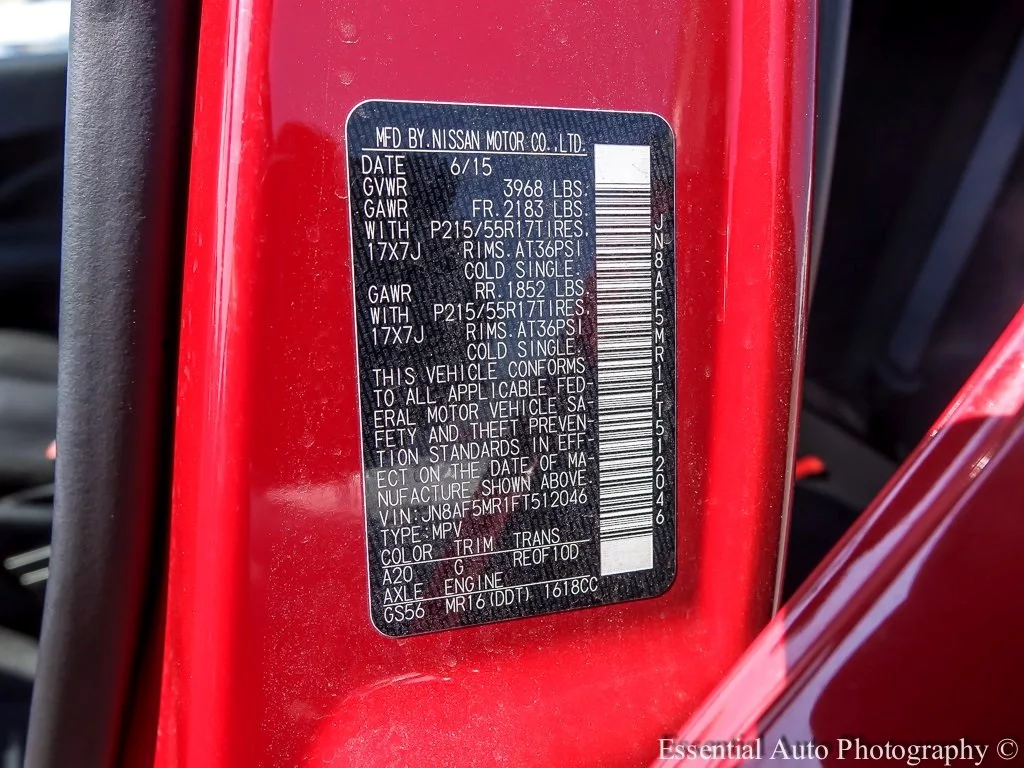 MFD BY.NISSAN MOTOR CO.,LTD.
DATE 6/15
GVWR 3968 LBS.
GAWR FR.2183 LBS.
WITH P215/55R17TIRES.
17X7J RIMS.AT36PSI
COLD SINGLE.
GAWR RR.1852 LBS.
WITH P215/55R17TIRES.
17X7J RIMS.AT36PSI
COLD SINGLE.
THIS VEHICLE CONFORMS
TO ALL APPLICABLE FED-
ERAL MOTOR VEHICLE SA-
FETY AND THEFT PREVEN-
TION STANDARDS IN EFF-
ECT ON THE DATE OF MA-
NUFACTURE SHOWN ABOVE.
VIN:JN8AF5MR1FT512046
TYPE:MPV
COLOR TRIM TRANS
A20 G RE0F10D
AXLE ENGINE
GS56 MR16(DDT) 1618CC
JN8AF5MR1FT512046
Essential Auto Photography ©